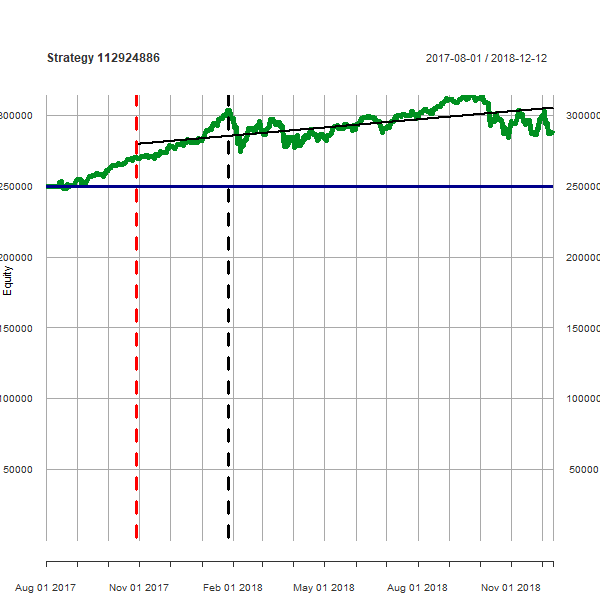 Strategy 112924886
2017-08-01 / 2018-12-12
300000
300000
250000
250000
200000
200000
150000
150000
100000
100000
50000
50000
Equity
Aug 01 2017
Nov 01 2017
Feb 01 2018
May 01 2018
Aug 01 2018
Nov 01 2018